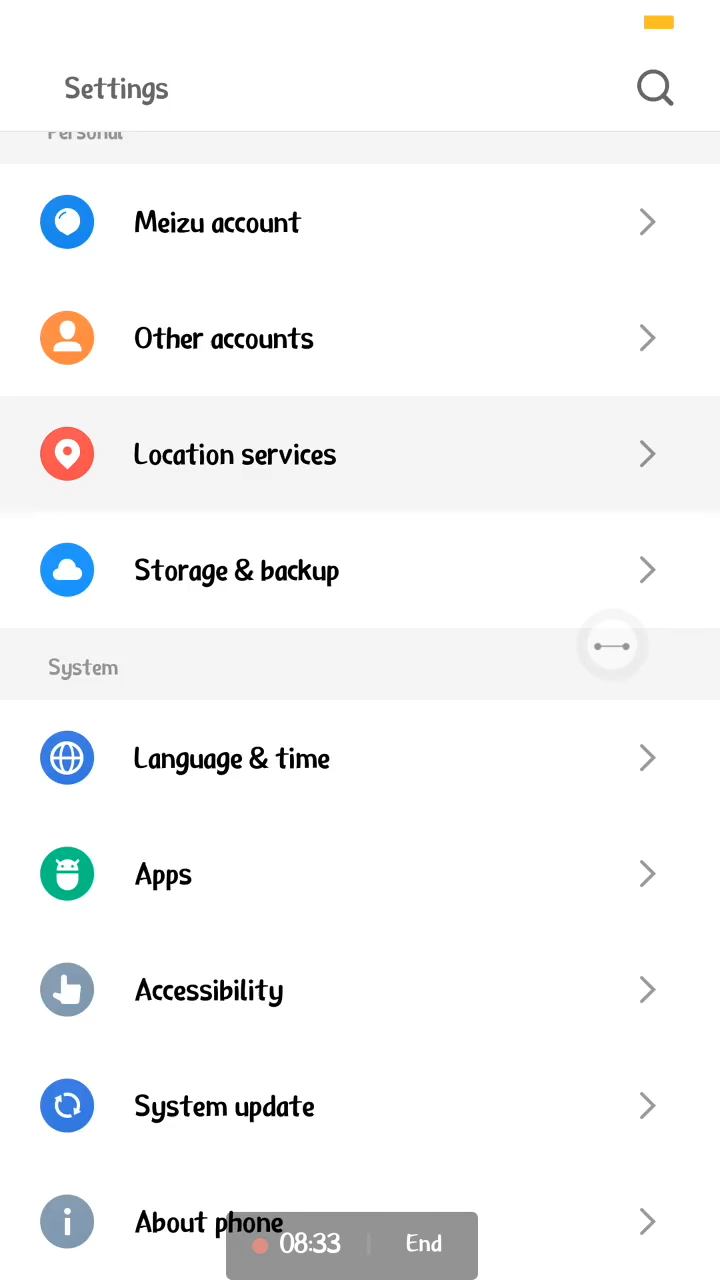 Settings
Personal
Meizu account
Other accounts
Location services
Storage & backup
System
Language & time
Apps
Accessibility
System update
About phone
08:33 End